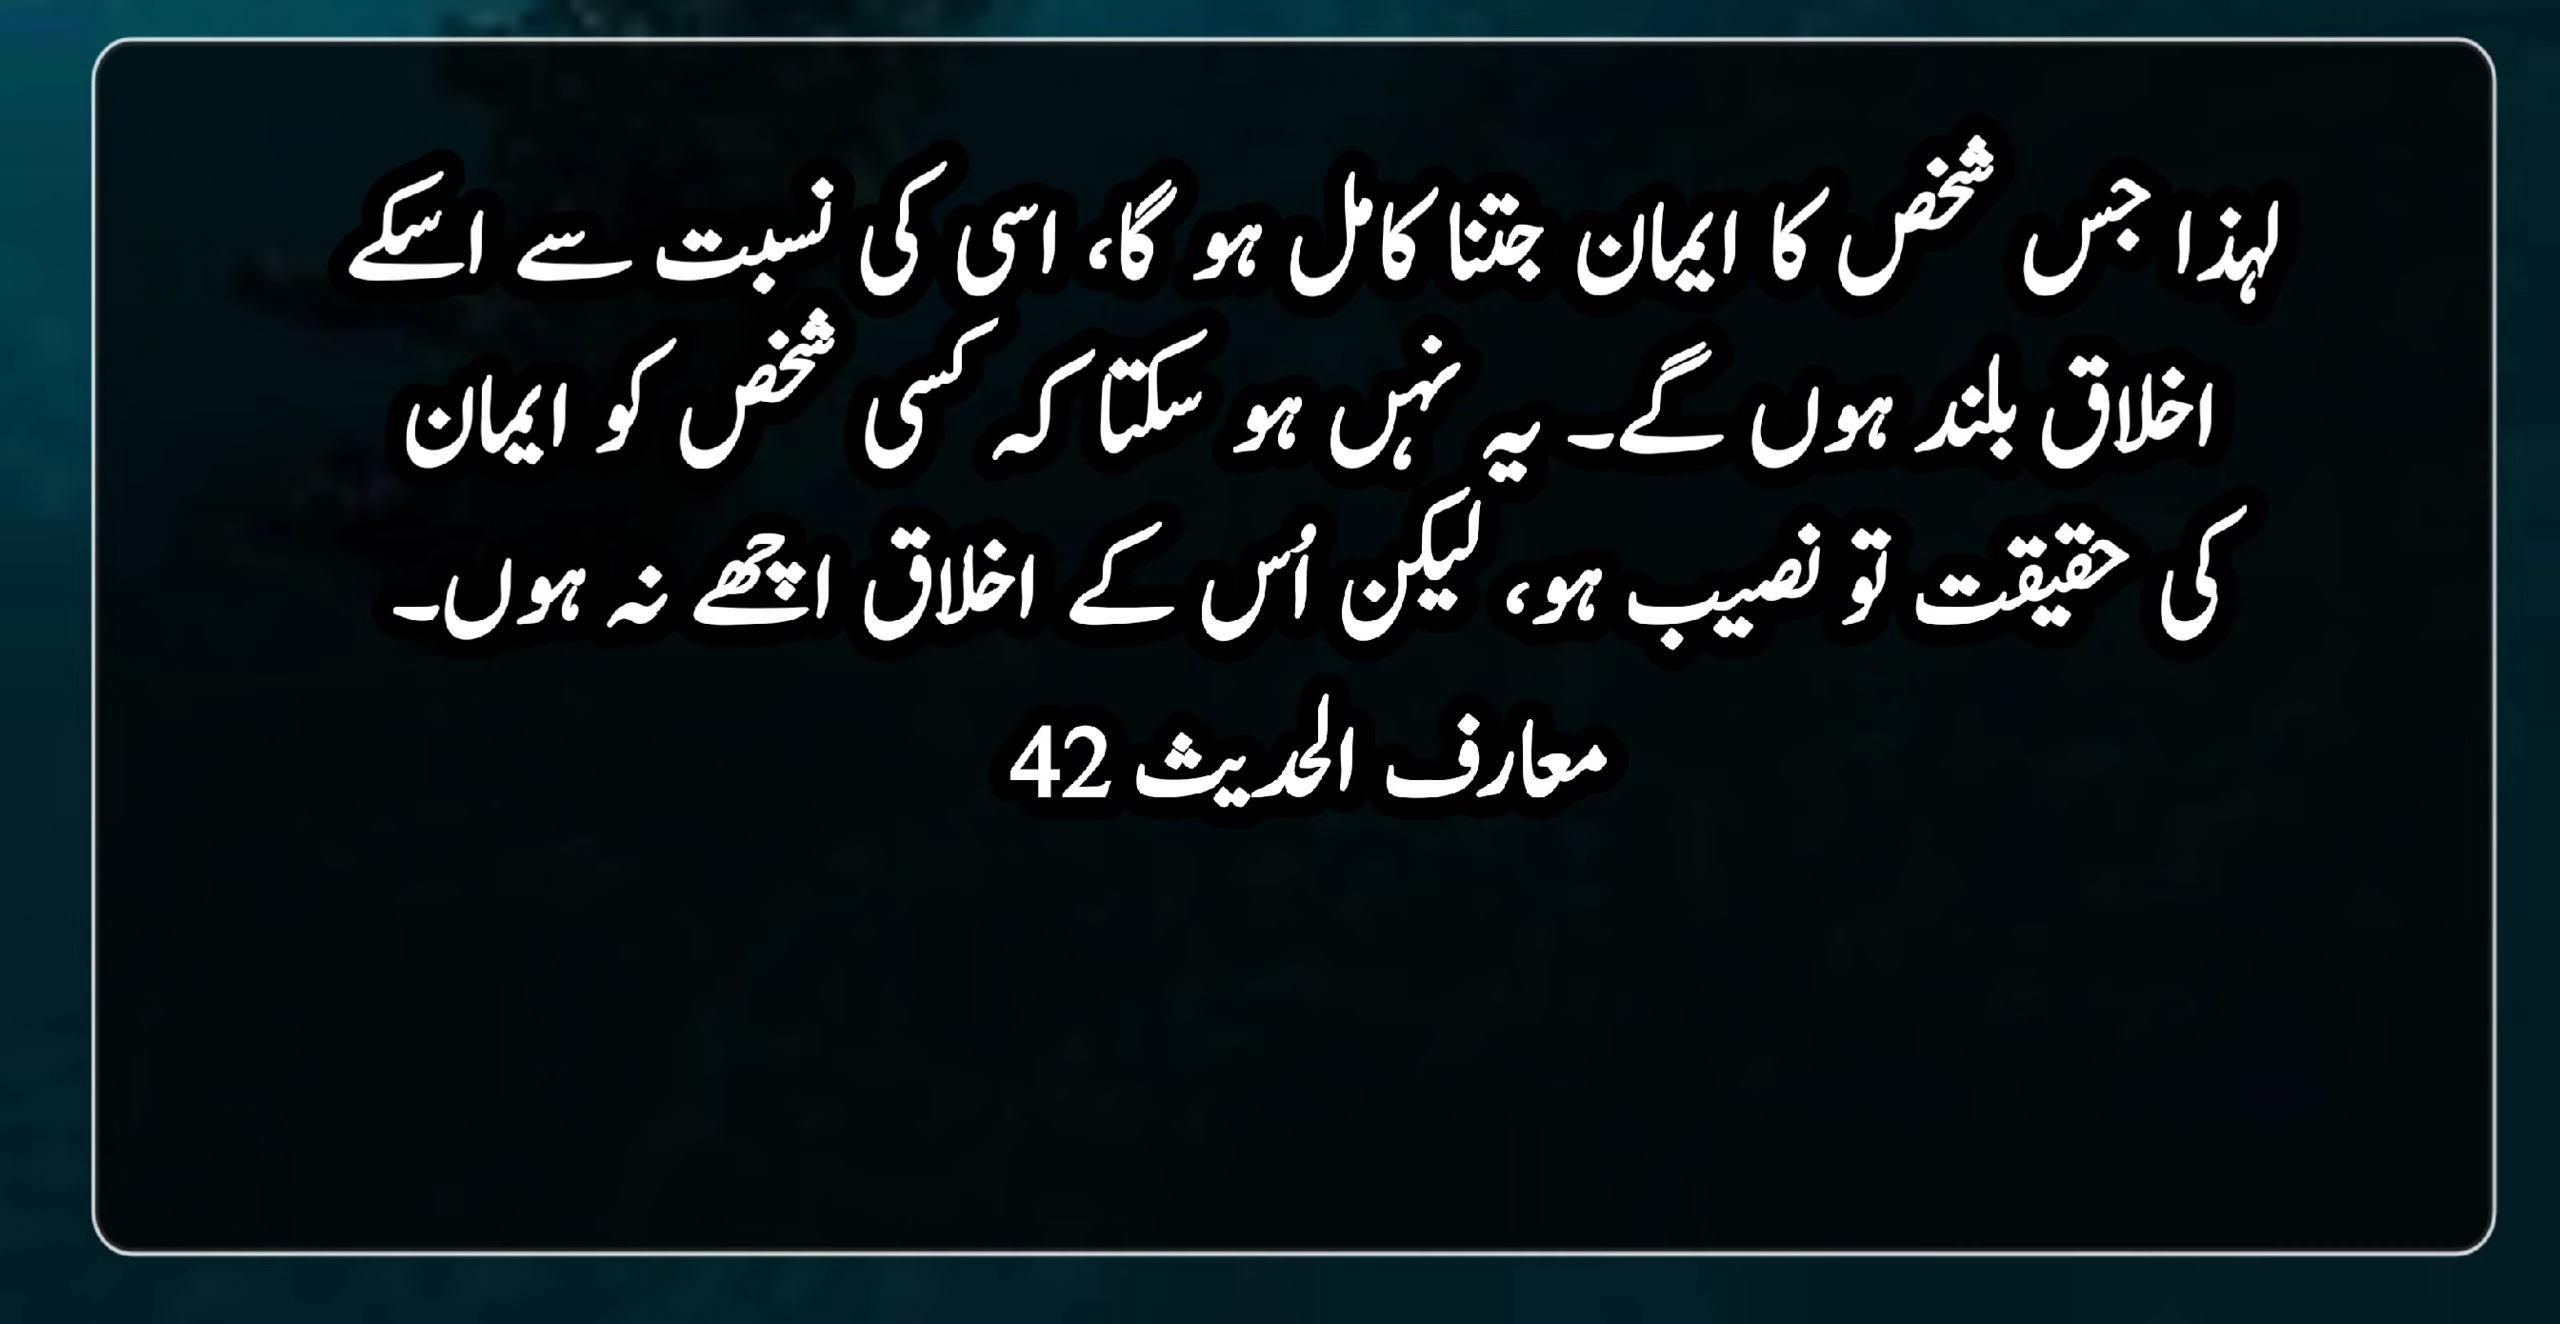 لہذا جس شخص کا ایمان جتنا کامل ہو گا، اسی کی نسبت سے اسکے
اخلاق بلند ہوں گے۔ یہ نہیں ہو سکتا کہ کسی شخص کو ایمان
کی حقیقت تو نصیب ہو، لیکن اُس کے اخلاق اچھے نہ ہوں۔
معارف الحدیث 42